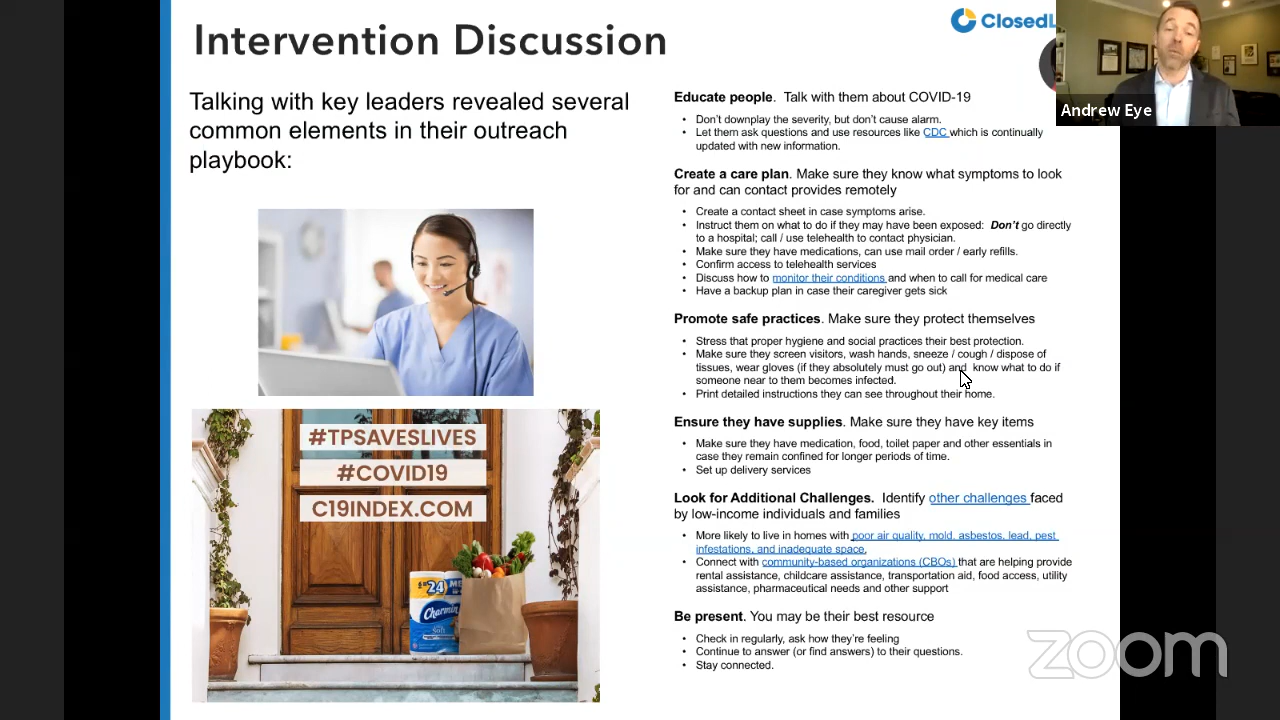 Intervention Discussion
ClosedL
Andrew Eye
Talking with key leaders revealed several
common elements in their outreach
playbook:
#TPSAVESLIVES
#COVID19
C19INDEX.COM
24
Charmin
Educate people. Talk with them about COVID-19
• Don't downplay the severity, but don't cause alarm.
• Let them ask questions and use resources like CDC which is continually
updated with new information.
Create a care plan. Make sure they know what symptoms to look
for and can contact provides remotely
• Create a contact sheet in case symptoms arise.
• Instruct them on what to do if they may have been exposed: Don't go directly
to a hospital; call / use telehealth to contact physician.
• Make sure they have medications, can use mail order / early refills.
• Confirm access to telehealth services
• Discuss how to monitor their conditions and when to call for medical care
• Have a backup plan in case their caregiver gets sick
Promote safe practices. Make sure they protect themselves
• Stress that proper hygiene and social practices their best protection.
• Make sure they screen visitors, wash hands, sneeze / cough / dispose of
tissues, wear gloves (if they absolutely must go out) and know what to do if
someone near to them becomes infected.
• Print detailed instructions they can see throughout their home.
Ensure they have supplies. Make sure they have key items
• Make sure they have medication, food, toilet paper and other essentials in
case they remain confined for longer periods of time.
• Set up delivery services
Look for Additional Challenges. Identify other challenges faced
by low-income individuals and families
• More likely to live in homes with poor air quality, mold, asbestos, lead, pest
infestations, and inadequate space.
• Connect with community-based organizations (CBOs) that are helping provide
rental assistance, childcare assistance, transportation aid, food access, utility
assistance, pharmaceutical needs and other support
Be present. You may be their best resource
• Check in regularly, ask how they're feeling
• Continue to answer (or find answers) to their questions.
• Stay connected.
zoom